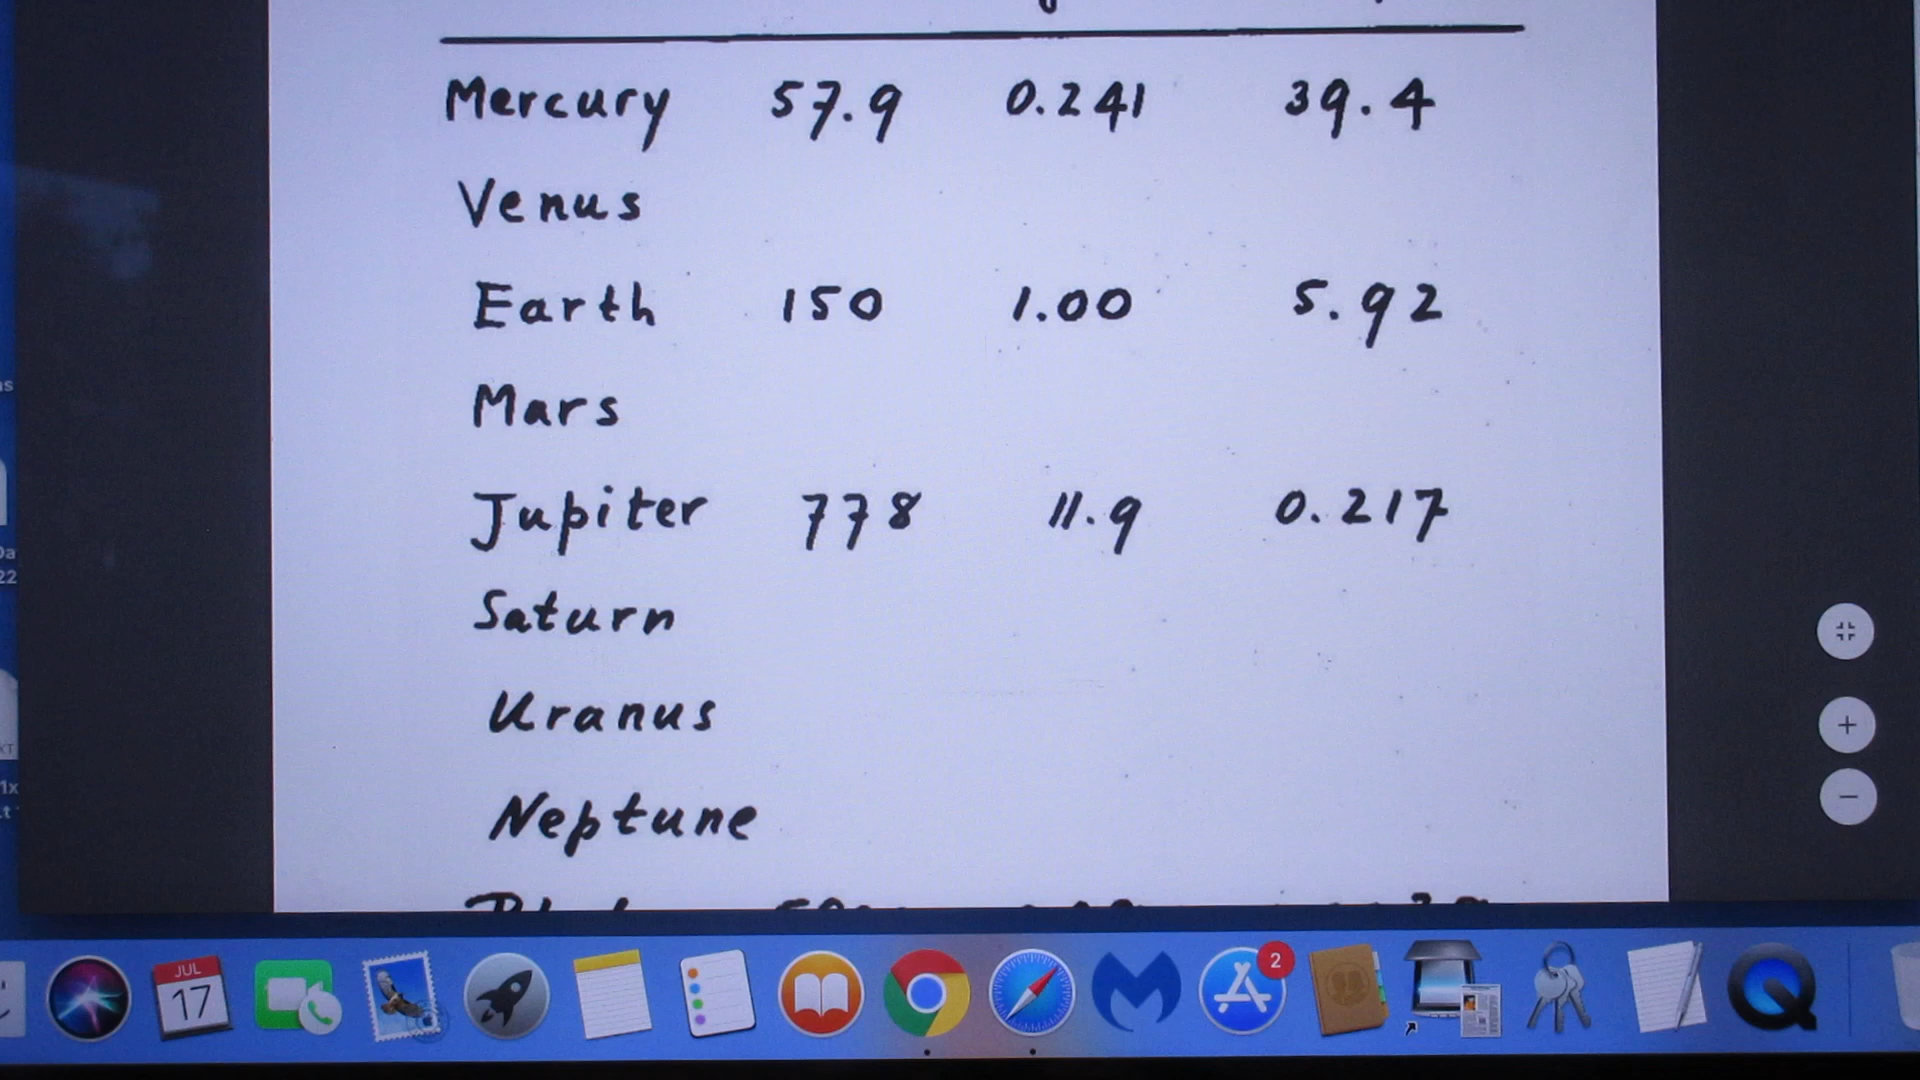 Mercury 57.9 0.241 39.4
Venus
Earth 150 1.00 5.92
Mars
Jupiter 778 11.9 0.217
Saturn
Uranus
Neptune
JUL
17
2